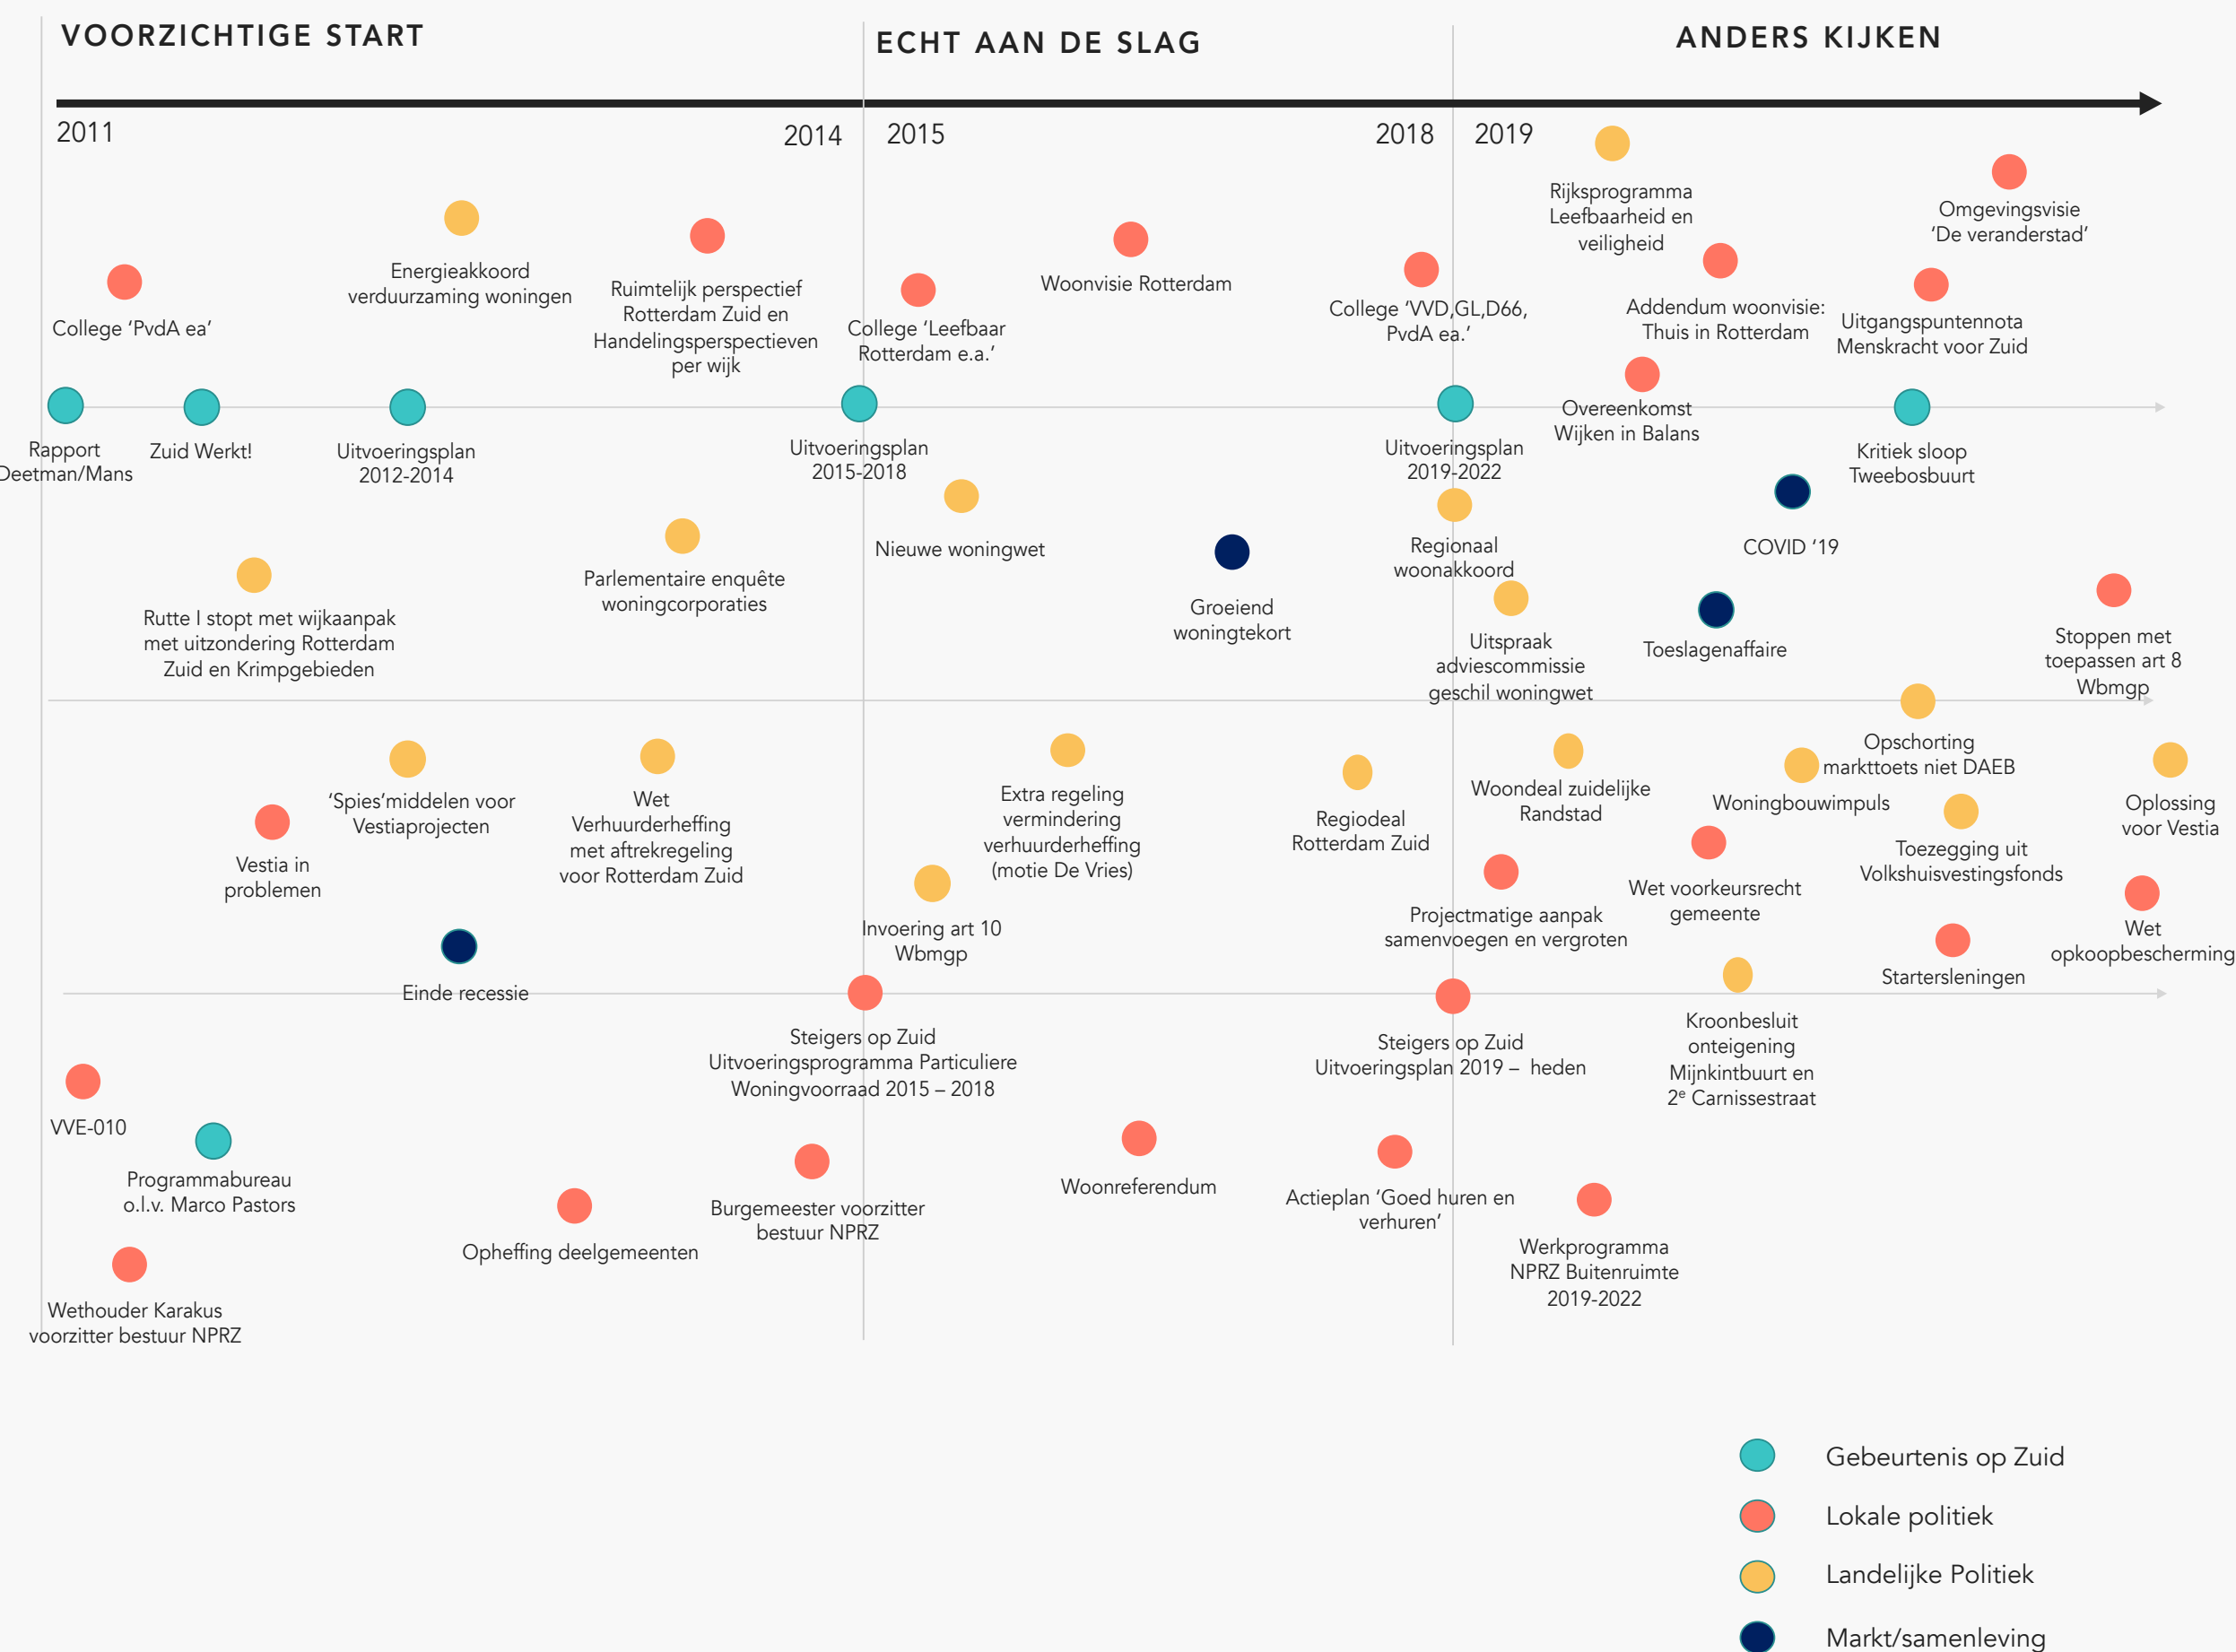 VOORZICHTIGE START
ECHT AAN DE SLAG
ANDERS KIJKEN
2011
2014
2015
2018
2019
Rijksprogramma
Leefbaarheid en
veiligheid
Omgevingsvisie
‘De veranderstad’
Energieakkoord
verduurzaming woningen
Ruimtelijk perspectief
Rotterdam Zuid en
Handelingsperspectieven
per wijk
Woonvisie Rotterdam
College ‘PvdA ea’
College ‘Leefbaar
Rotterdam e.a.’
College ‘VVD,GL,D66,
PvdA ea.’
Addendum woonvisie:
Thuis in Rotterdam
Uitgangspuntennota
Menskracht voor Zuid
Overeenkomst
Wijken in Balans
Rapport
Deetman/Mans
Zuid Werkt!
Uitvoeringsplan
2012-2014
Uitvoeringsplan
2015-2018
Uitvoeringsplan
2019-2022
Kritiek sloop
Tweebosbuurt
Nieuwe woningwet
Regionaal
woonakkoord
COVID ‘19
Rutte I stopt met wijkaanpak
met uitzondering Rotterdam
Zuid en Krimpgebieden
Parlementaire enquête
woningcorporaties
Groeiend
woningtekort
Uitspraak
adviescommissie
geschil woningwet
Toeslagenaffaire
Stoppen met
toepassen art 8
Wbmgp
Opschorting
markttoets niet DAEB
‘Spies’middelen voor
Vestiaprojecten
Wet
Verhuurderheffing
met aftrekregeling
voor Rotterdam Zuid
Extra regeling
vermindering
verhuurderheffing
(motie De Vries)
Regiodeal
Rotterdam Zuid
Woondeal zuidelijke
Randstad
Woningbouwimpuls
Oplossing
voor Vestia
Vestia in
problemen
Toezegging uit
Volkshuisvestingsfonds
Wet voorkeursrecht
gemeente
Projectmatige aanpak
samenvoegen en vergroten
Invoering art 10
Wbmgp
Wet
opkoopbescherming
Startersleningen
Einde recessie
Steigers op Zuid
Uitvoeringsprogramma Particuliere
Woningvoorraad 2015 – 2018
Steigers op Zuid
Uitvoeringsplan 2019 – heden
Kroonbesluit
onteigening
Mijnkintbuurt en
2e Carnissestraat
VVE-010
Programmabureau
o.l.v. Marco Pastors
Opheffing deelgemeenten
Burgemeester voorzitter
bestuur NPRZ
Woonreferendum
Actieplan ‘Goed huren en
verhuren’
Werkprogramma
NPRZ Buitenruimte
2019-2022
Wethouder Karakus
voorzitter bestuur NPRZ
Gebeurtenis op Zuid
Lokale politiek
Landelijke Politiek
Markt/samenleving